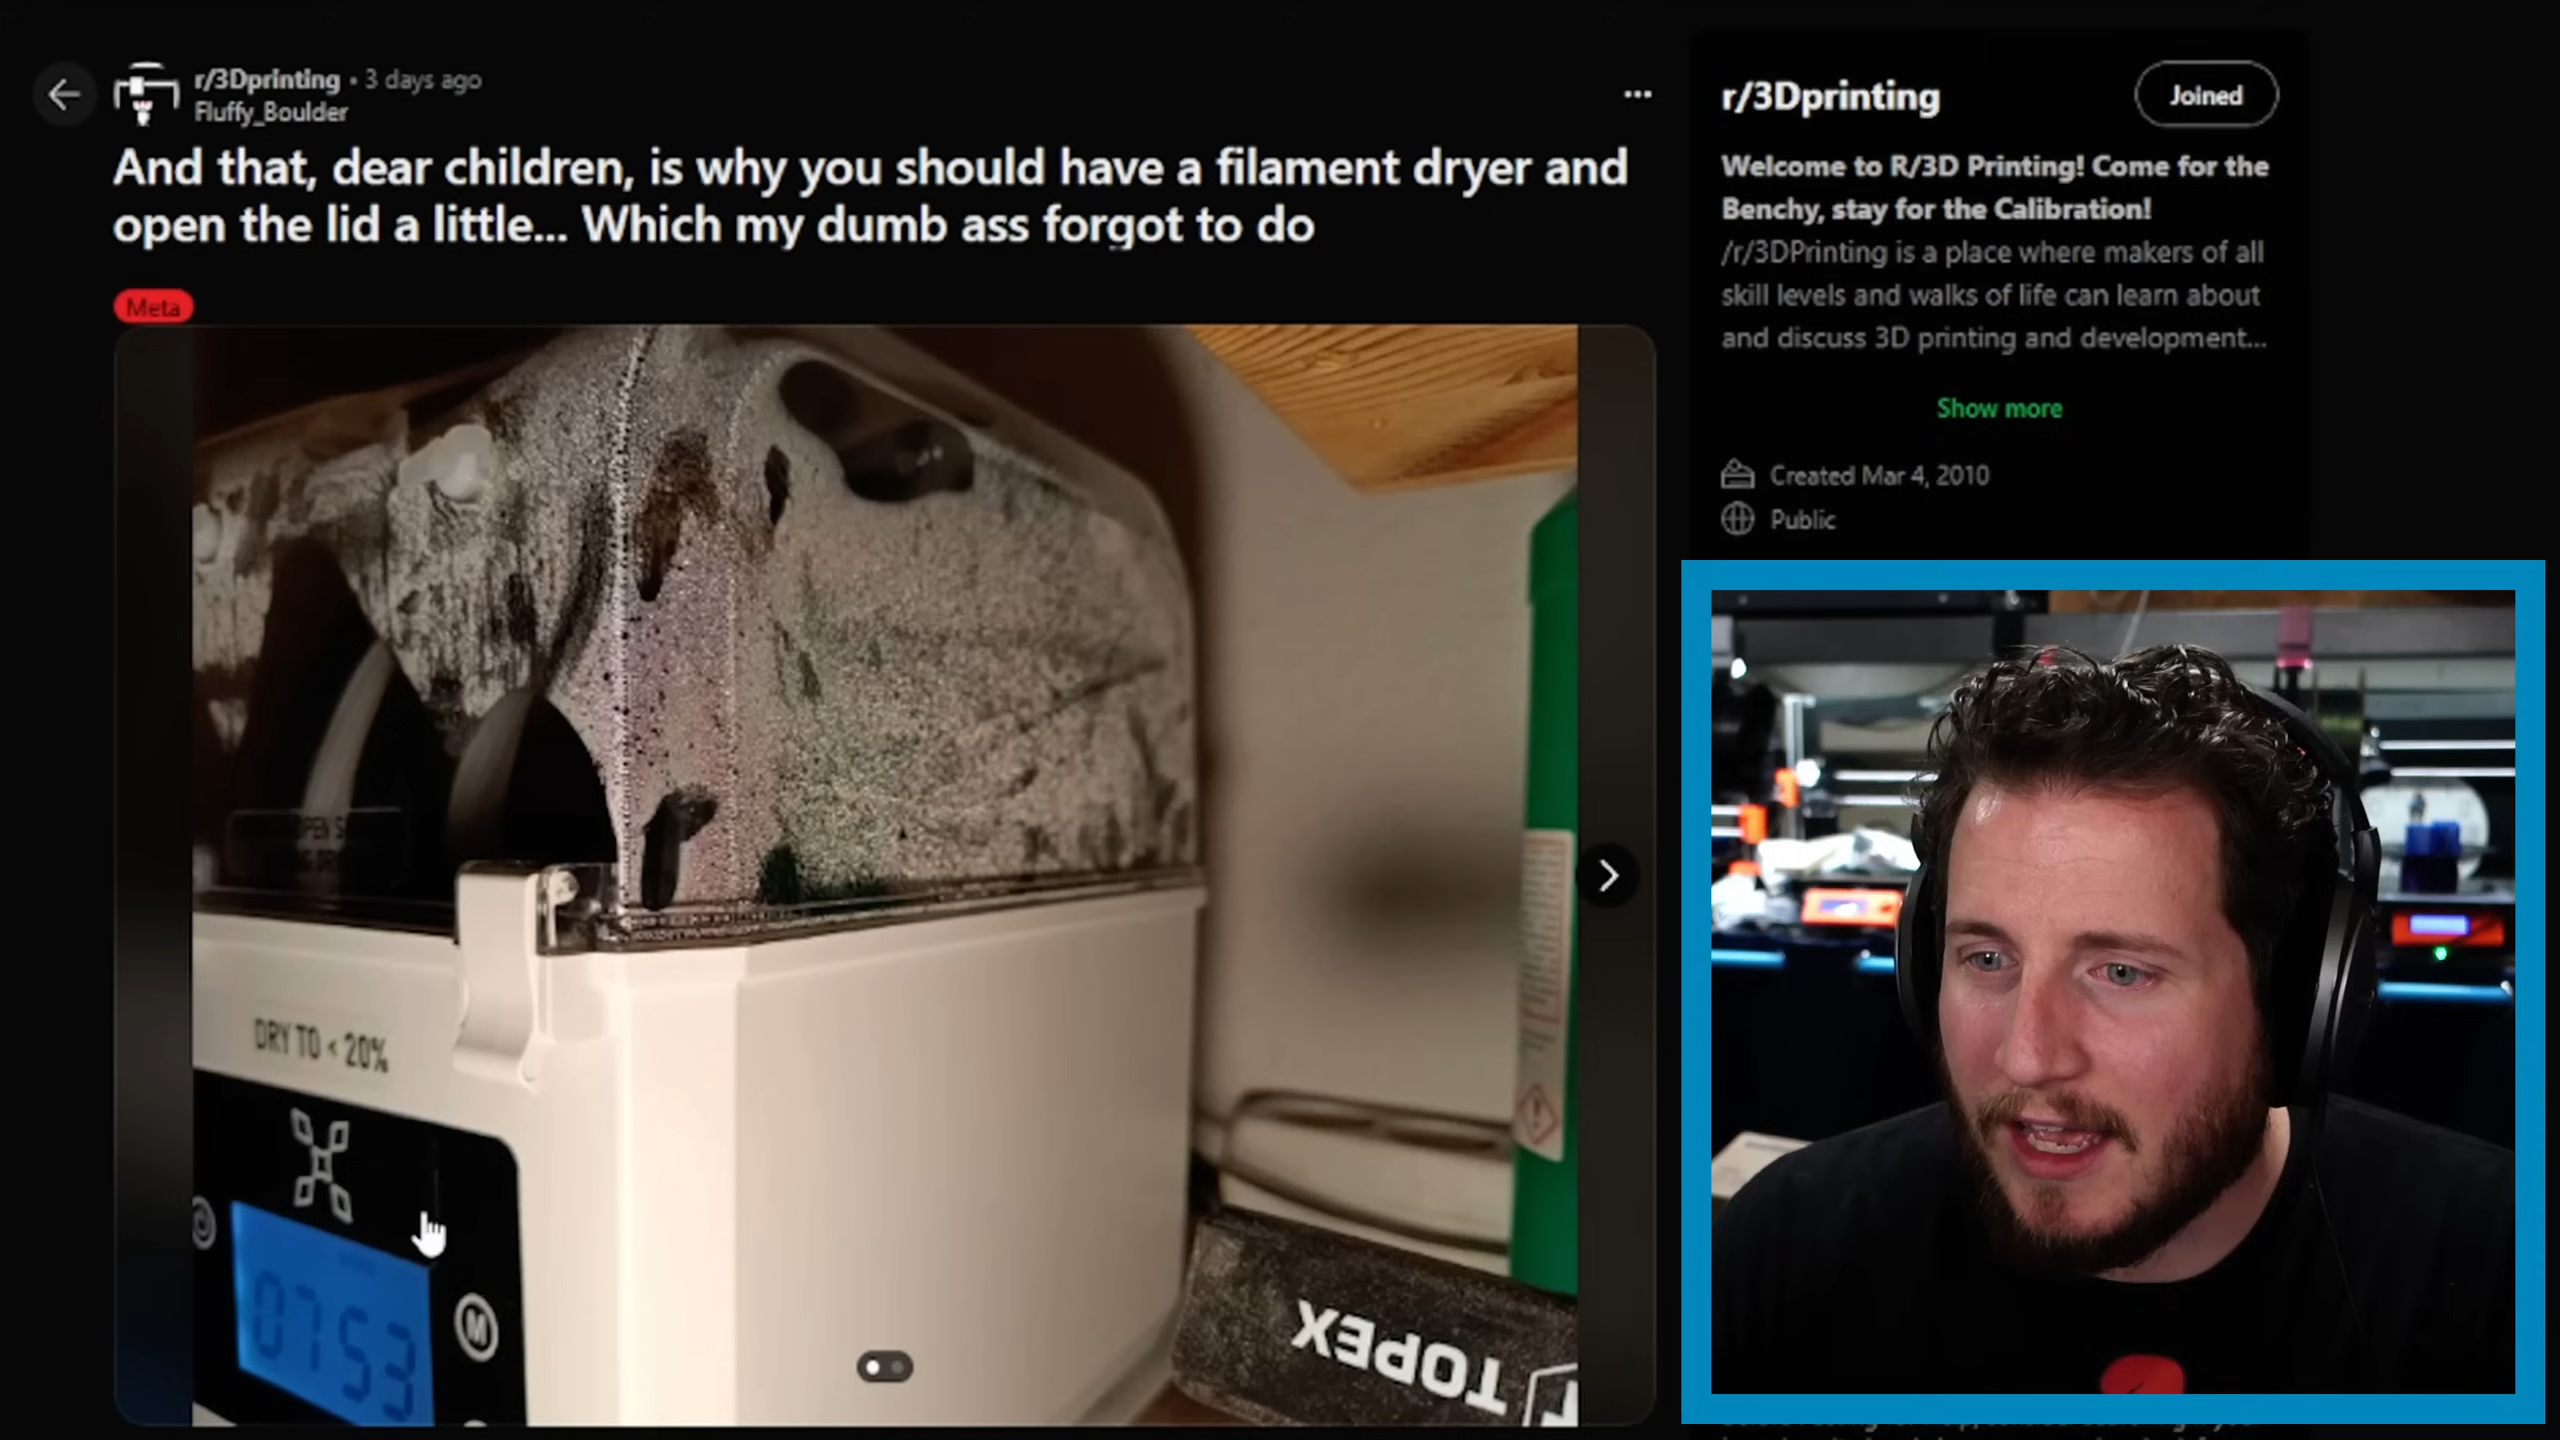 r/3Dprinting • 3 days ago
Fluffy_Boulder
And that, dear children, is why you should have a filament dryer and
open the lid a little... Which my dumb ass forgot to do
Meta
DRY TO < 20%
0753
M
TOPEX
r/3Dprinting
Joined
Welcome to R/3D Printing! Come for the
Benchy, stay for the Calibration!
/r/3DPrinting is a place where makers of all
skill levels and walks of life can learn about
and discuss 3D printing and development...
Show more
Created Mar 4, 2010
Public